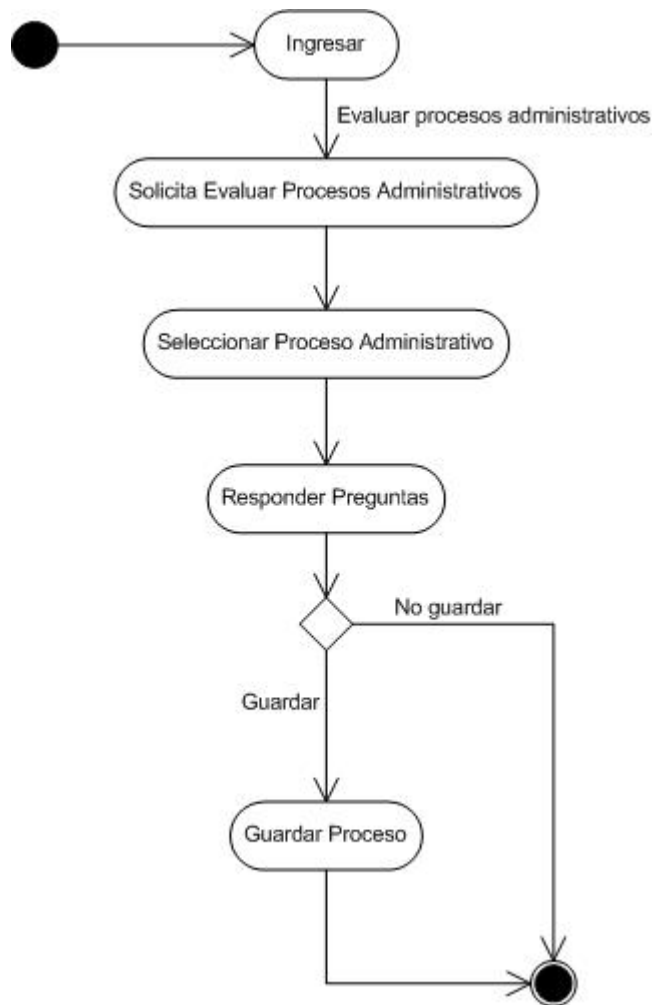 Ingresar
Evaluar procesos administrativos
Solicita Evaluar Procesos Administrativos
Seleccionar Proceso Administrativo
Responder Preguntas
No guardar
Guardar
Guardar Proceso